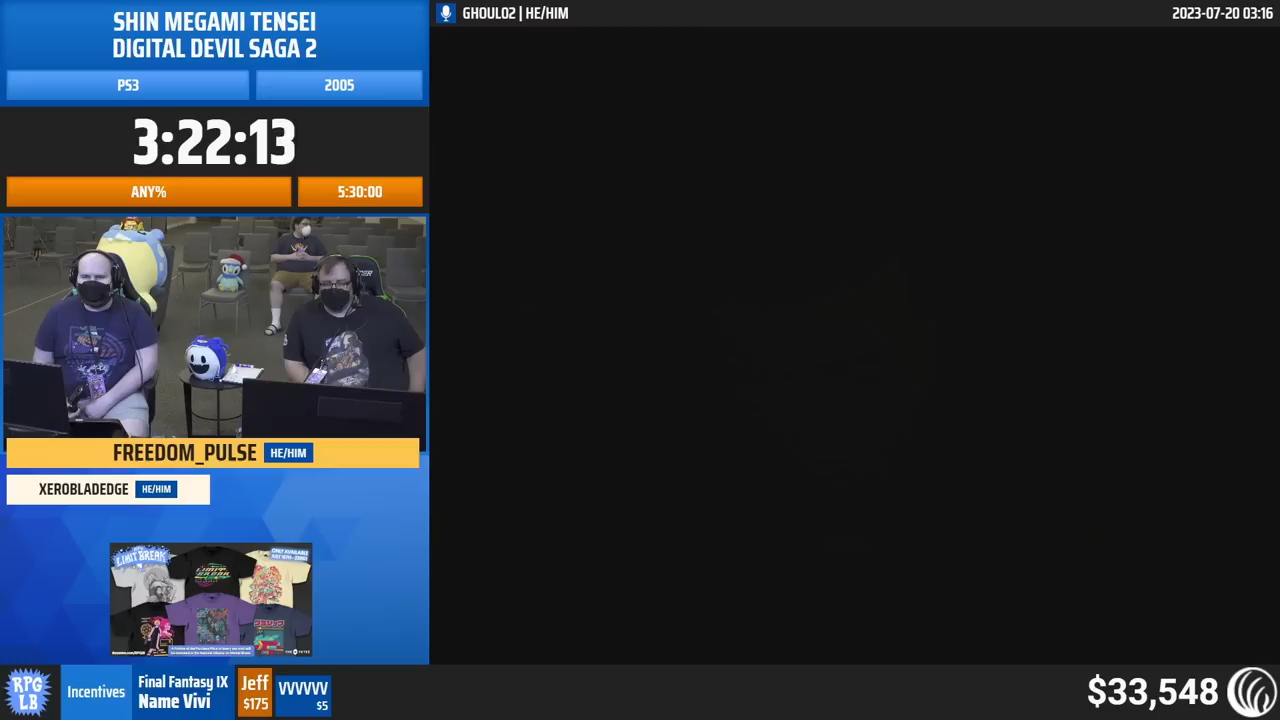 SHIN MEGAMI TENSEI
DIGITAL DEVIL SAGA 2
PS3
2005
3:22:13
ANY%
5:30:00
FREEDOM_PULSE HE/HIM
XEROBLADEDGE HE/HIM
LIMIT BREAK
GHOUL02 | HE/HIM
2023-07-20 03:16
RPG
LB
Incentives
Final Fantasy IX
Name Vivi
Jeff
$175
VVVVVV
$5
$33,548